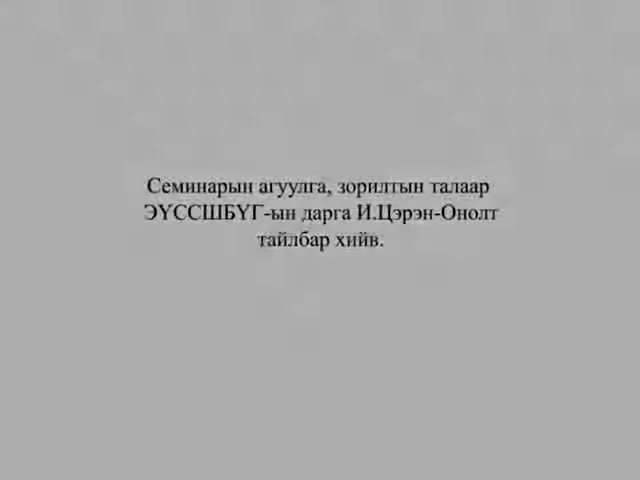 Семинарын агуулга, зорилтын талаар
ЭҮССШБҮГ-ын дарга И.Цэрэн-Онолт
тайлбар хийв.